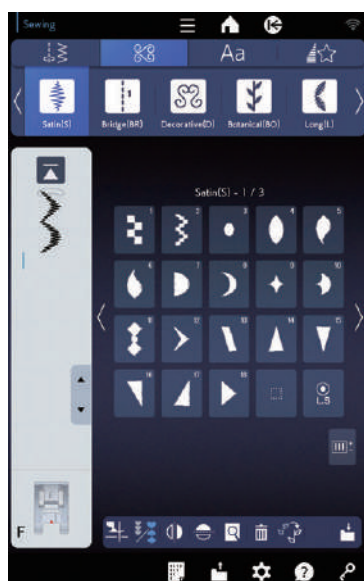 Sewing
Aa
1
Satin(S) Bridge(BR) Decorative(D) Botanical(BO) Long(L)
Satin(S) - 1 / 3
1 2 3 4 5
6 7 8 9 10
11 12 13 14 15
16 17 18 L.S
F
?